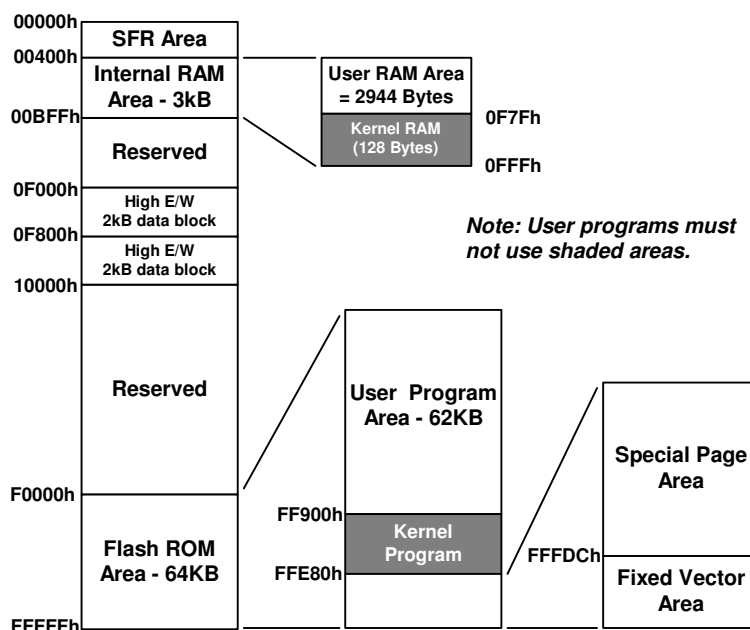 00000h
SFR Area
00400h
Internal RAM
Area - 3kB
00BFFh
Reserved
0F000h
High E/W
2kB data block
0F800h
High E/W
2kB data block
10000h
Reserved
F0000h
Flash ROM
Area - 64KB
FFFFFh
User RAM Area
= 2944 Bytes
0F7Fh
Kernel RAM
(128 Bytes)
0FFFh
Note: User programs must
not use shaded areas.
User Program
Area - 62KB
FF900h
Kernel
Program
FFE80h
Special Page
Area
FFFDCh
Fixed Vector
Area